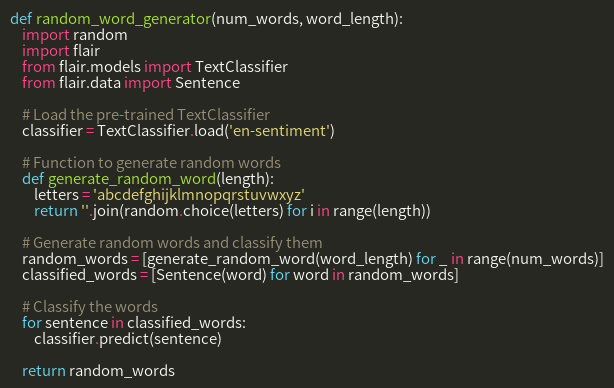 def random_word_generator(num_words, word_length):
    import random
    import flair
    from flair.models import TextClassifier
    from flair.data import Sentence

    # Load the pre-trained TextClassifier
    classifier = TextClassifier.load('en-sentiment')

    # Function to generate random words
    def generate_random_word(length):
        letters = 'abcdefghijklmnopqrstuvwxyz'
        return ''.join(random.choice(letters) for i in range(length))

    # Generate random words and classify them
    random_words = [generate_random_word(word_length) for _ in range(num_words)]
    classified_words = [Sentence(word) for word in random_words]

    # Classify the words
    for sentence in classified_words:
        classifier.predict(sentence)

    return random_words